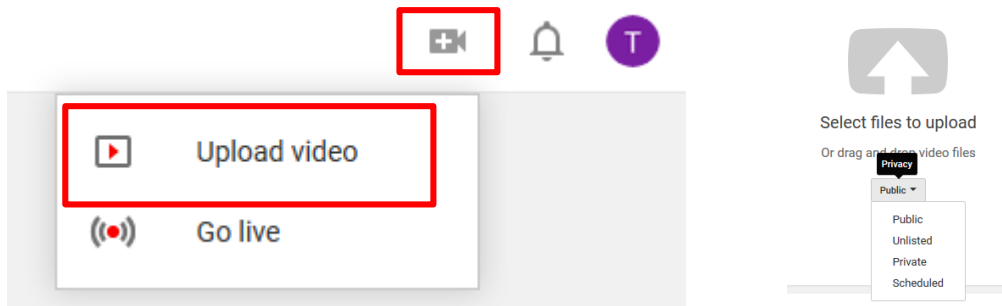 T
Upload video
Go live
Select files to upload
Or drag and drop video files
Privacy
Public
Public
Unlisted
Private
Scheduled